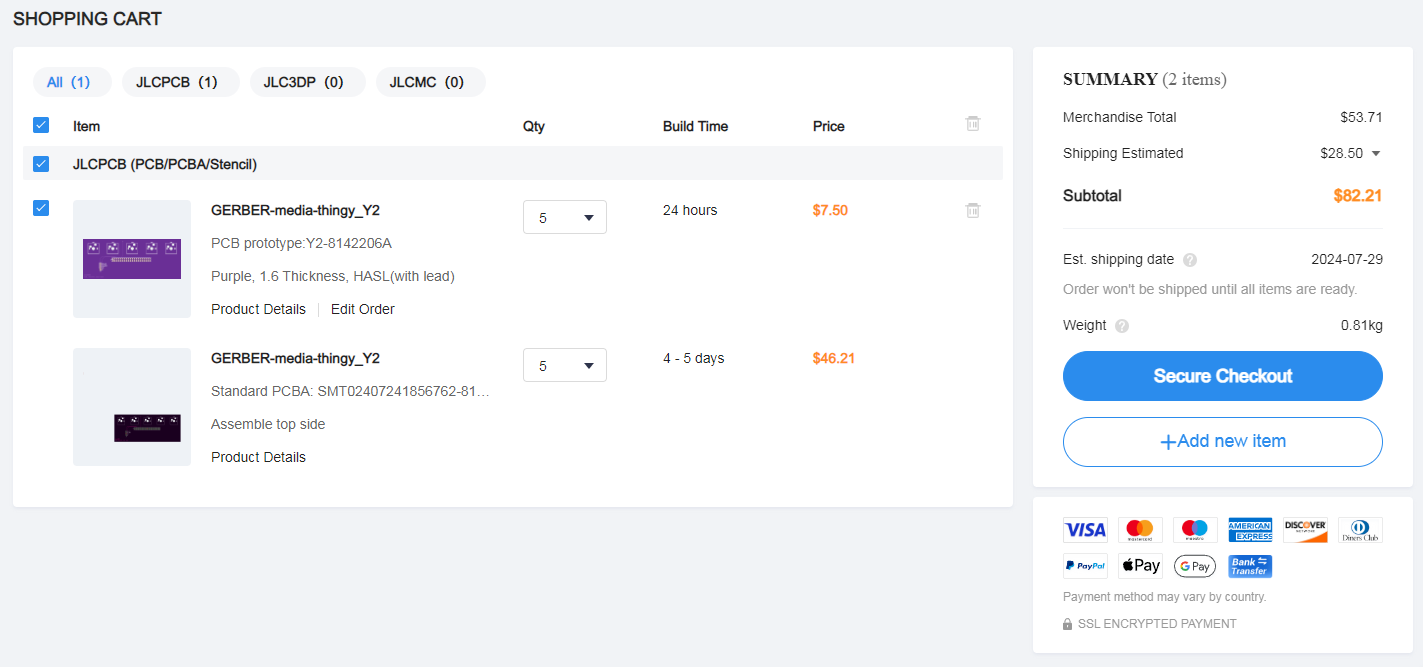 SHOPPING CART
All (1) JLCPCB (1) JLC3DP (0) JLCMC (0)
Item Qty Build Time Price
JLCPCB (PCB/PCBA/Stencil)
GERBER-media-thingy_Y2 5 24 hours $7.50
PCB prototype:Y2-8142206A
Purple, 1.6 Thickness, HASL(with lead)
Product Details Edit Order
GERBER-media-thingy_Y2 5 4 - 5 days $46.21
Standard PCBA: SMT02407241856762-81...
Assemble top side
Product Details
SUMMARY (2 items)
Merchandise Total $53.71
Shipping Estimated $28.50
Subtotal $82.21
Est. shipping date ? 2024-07-29
Order won't be shipped until all items are ready.
Weight ? 0.81kg
Secure Checkout
+Add new item
VISA mastercard maestro AMERICAN EXPRESS DISCOVER NETWORK Diners Club
PayPal Pay G Pay Bank Transfer
Payment method may vary by country.
SSL ENCRYPTED PAYMENT